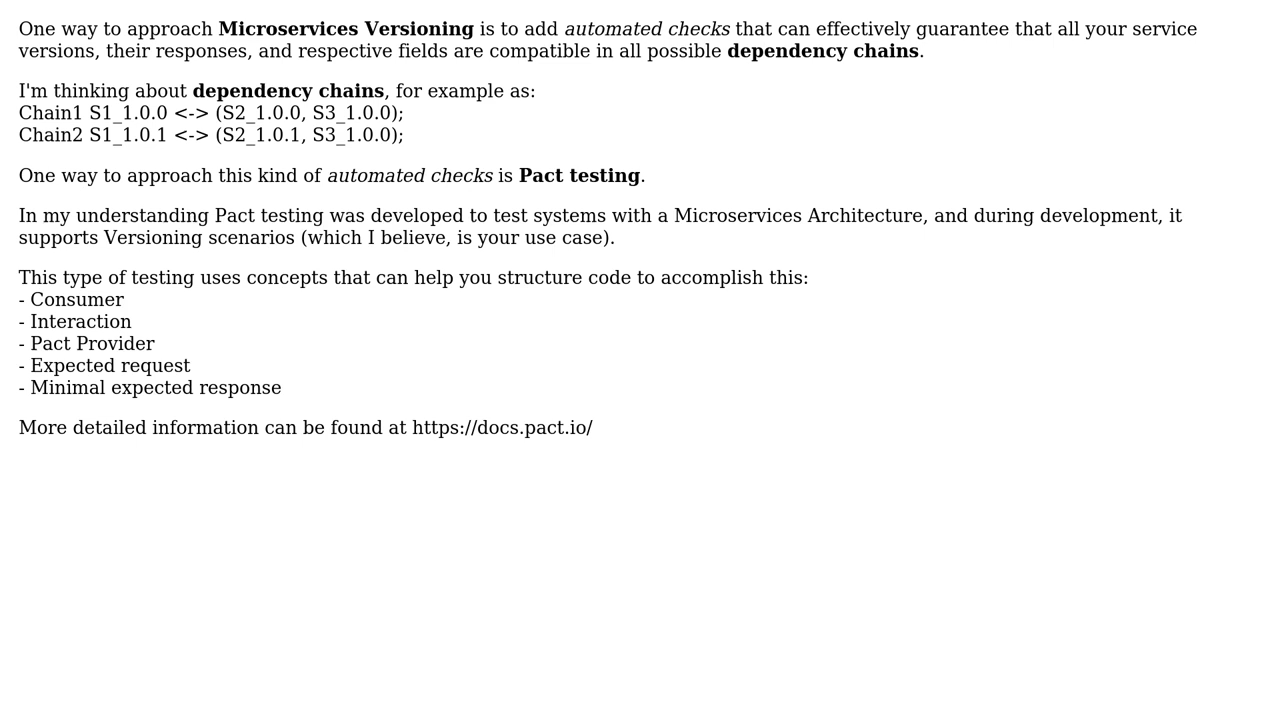 One way to approach Microservices Versioning is to add automated checks that can effectively guarantee that all your service
versions, their responses, and respective fields are compatible in all possible dependency chains.
I'm thinking about dependency chains, for example as:
Chain1 S1_1.0.0 <-> (S2_1.0.0, S3_1.0.0);
Chain2 S1_1.0.1 <-> (S2_1.0.1, S3_1.0.0);
One way to approach this kind of automated checks is Pact testing.
In my understanding Pact testing was developed to test systems with a Microservices Architecture, and during development, it
supports Versioning scenarios (which I believe, is your use case).
This type of testing uses concepts that can help you structure code to accomplish this:
- Consumer
- Interaction
- Pact Provider
- Expected request
- Minimal expected response
More detailed information can be found at https://docs.pact.io/